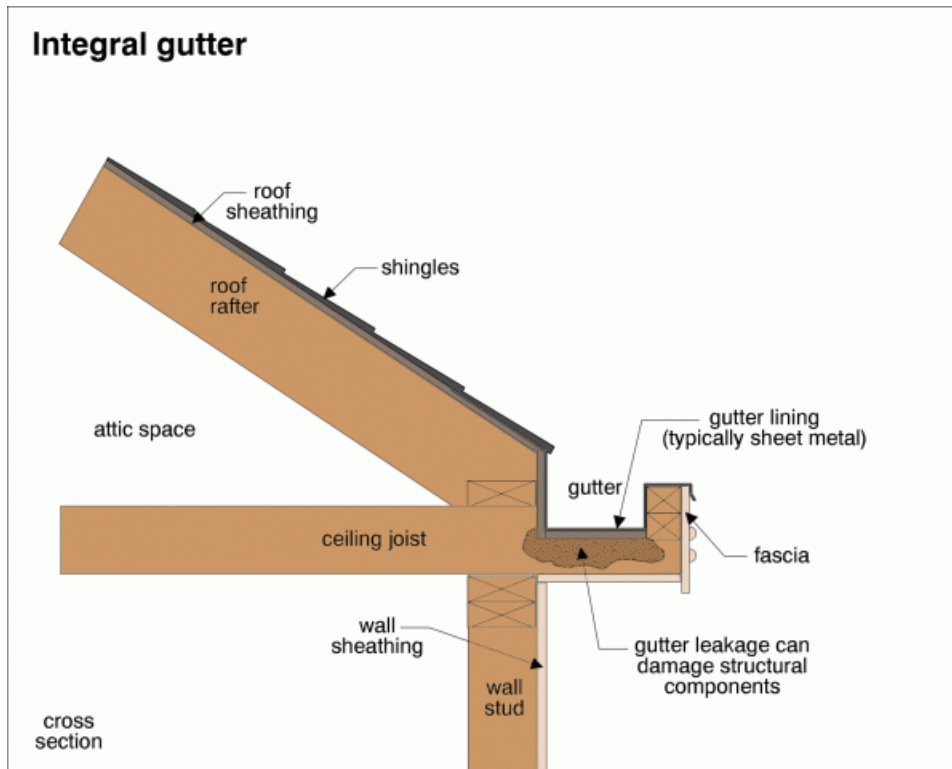 Integral gutter
roof
sheathing
shingles
roof
rafter
attic space
gutter lining
(typically sheet metal)
gutter
ceiling joist
fascia
wall
sheathing
gutter leakage can
damage structural
components
wall
stud
cross
section